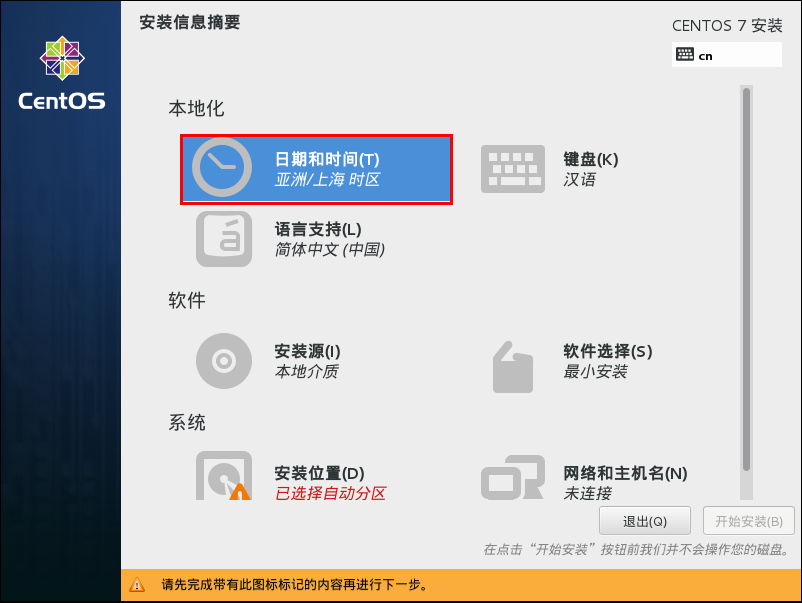 安装信息摘要
CENTOS 7 安装
cn
CentOS
本地化
日期和时间(T)
亚洲/上海 时区
键盘(K)
汉语
语言支持(L)
简体中文 (中国)
软件
安装源(I)
本地介质
软件选择(S)
最小安装
系统
安装位置(D)
已选择自动分区
网络和主机名(N)
未连接
退出(Q)
开始安装(B)
在点击“开始安装”按钮前我们并不会操作您的磁盘。
请先完成带有此图标标记的内容再进行下一步。